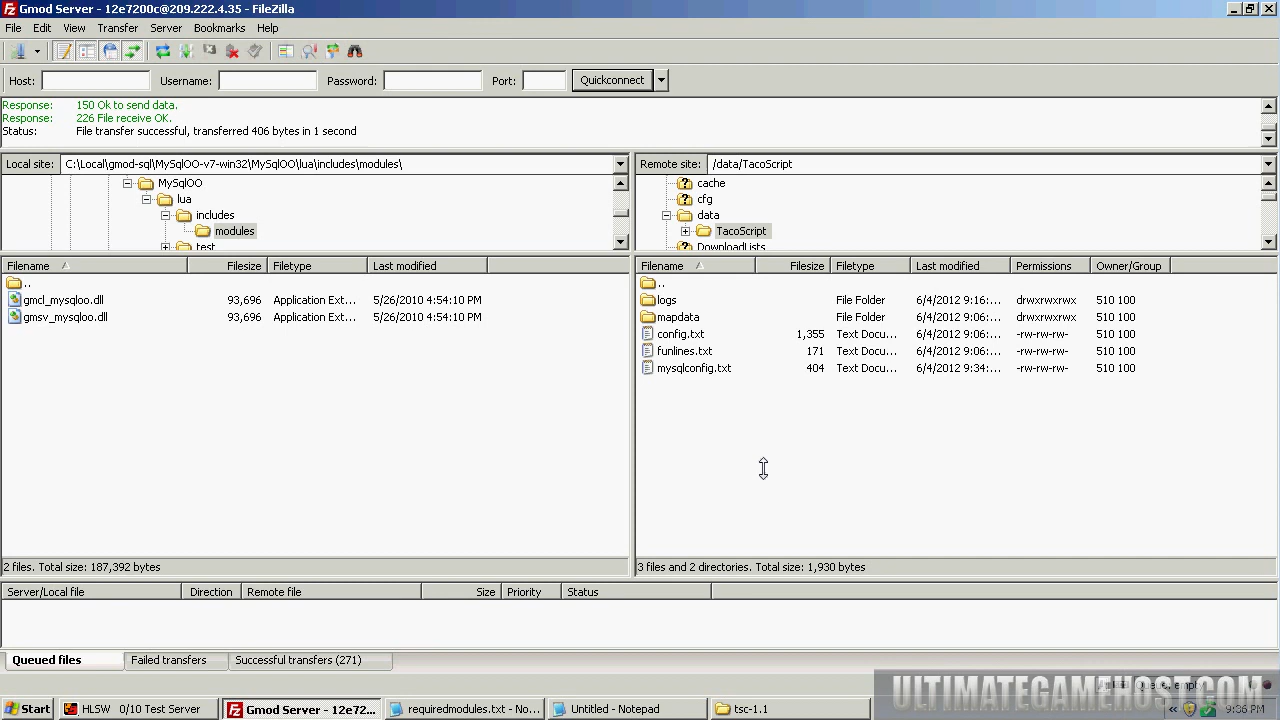 Gmod Server - 12e7200c@209.222.4.35 - FileZilla
File Edit View Transfer Server Bookmarks Help
Host: Username: Password: Port: Quickconnect
Response: 150 Ok to send data.
Response: 226 File receive OK.
Status: File transfer successful, transferred 406 bytes in 1 second
Local site: C:\Local\gmod-sql\MySqlOO-v7-win32\MySqlOO\lua\includes\modules\
MySqlOO
lua
includes
modules
test
Remote site: /data/TacoScript
cache
cfg
data
TacoScript
DownloadLists
Filename Filesize Filetype Last modified
..
gmcl_mysqloo.dll 93,696 Application Ext... 5/26/2010 4:54:10 PM
gmsv_mysqloo.dll 93,696 Application Ext... 5/26/2010 4:54:10 PM
2 files. Total size: 187,392 bytes
Filename Filesize Filetype Last modified Permissions Owner/Group
..
logs File Folder 6/4/2012 9:16:... drwxrwxrwx 510 100
mapdata File Folder 6/4/2012 9:06:... drwxrwxrwx 510 100
config.txt 1,355 Text Docu... 6/4/2012 9:06:... -rw-rw-rw- 510 100
funlines.txt 171 Text Docu... 6/4/2012 9:06:... -rw-rw-rw- 510 100
mysqlconfig.txt 404 Text Docu... 6/4/2012 9:34:... -rw-rw-rw- 510 100
3 files and 2 directories. Total size: 1,930 bytes
Server/Local file Direction Remote file Size Priority Status
Queued files Failed transfers Successful transfers (271)
Queue: empty
ULTIMATEGAMEHOST.COM
Start HLSW 0/10 Test Server Gmod Server - 12e72... requiredmodules.txt - No... Untitled - Notepad tsc-1.1 « 9:36 PM